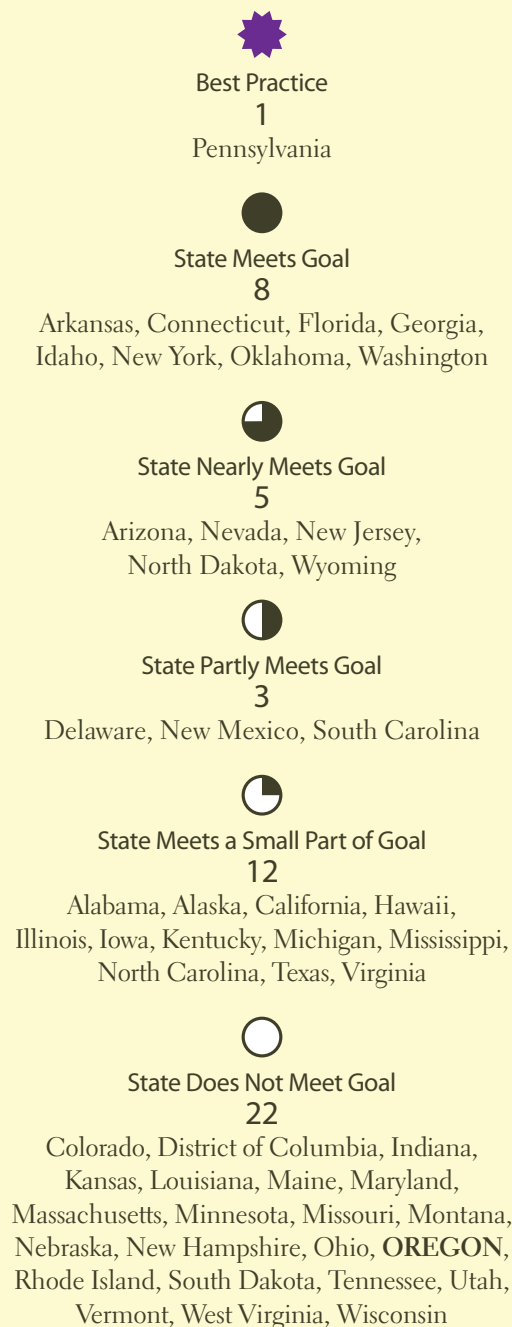 Best Practice
1
Pennsylvania
State Meets Goal
8
Arkansas, Connecticut, Florida, Georgia,
Idaho, New York, Oklahoma, Washington
State Nearly Meets Goal
5
Arizona, Nevada, New Jersey,
North Dakota, Wyoming
State Partly Meets Goal
3
Delaware, New Mexico, South Carolina
State Meets a Small Part of Goal
12
Alabama, Alaska, California, Hawaii,
Illinois, Iowa, Kentucky, Michigan, Mississippi,
North Carolina, Texas, Virginia
State Does Not Meet Goal
22
Colorado, District of Columbia, Indiana,
Kansas, Louisiana, Maine, Maryland,
Massachusetts, Minnesota, Missouri, Montana,
Nebraska, New Hampshire, Ohio, OREGON,
Rhode Island, South Dakota, Tennessee, Utah,
Vermont, West Virginia, Wisconsin